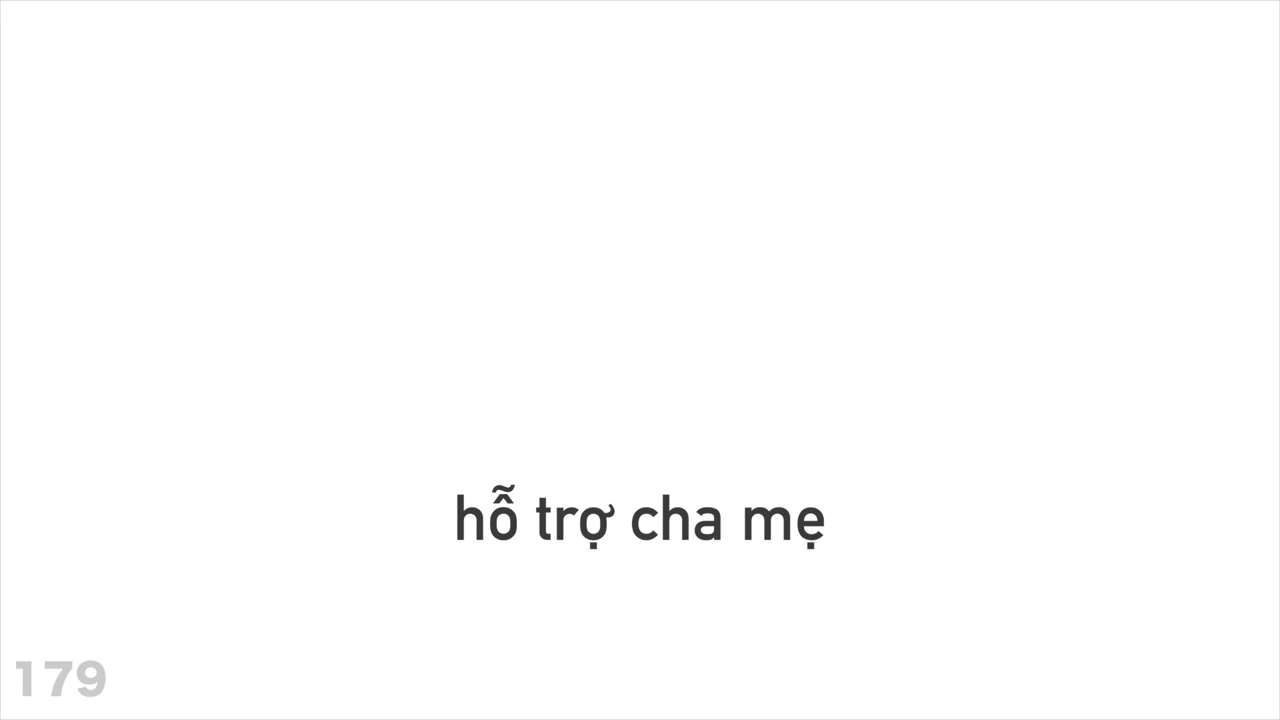 hỗ trợ cha mẹ
179